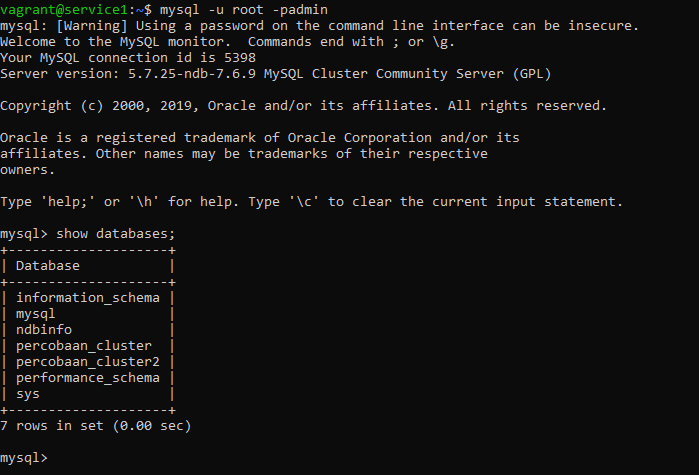 vagrant@service1:~$ mysql -u root -padmin
mysql: [Warning] Using a password on the command line interface can be insecure.
Welcome to the MySQL monitor.  Commands end with ; or \g.
Your MySQL connection id is 5398
Server version: 5.7.25-ndb-7.6.9 MySQL Cluster Community Server (GPL)

Copyright (c) 2000, 2019, Oracle and/or its affiliates. All rights reserved.

Oracle is a registered trademark of Oracle Corporation and/or its
affiliates. Other names may be trademarks of their respective
owners.

Type 'help;' or '\h' for help. Type '\c' to clear the current input statement.

mysql> show databases;
+--------------------+
| Database           |
+--------------------+
| information_schema |
| mysql              |
| ndbinfo            |
| percobaan_cluster  |
| percobaan_cluster2 |
| performance_schema |
| sys                |
+--------------------+
7 rows in set (0.00 sec)

mysql>